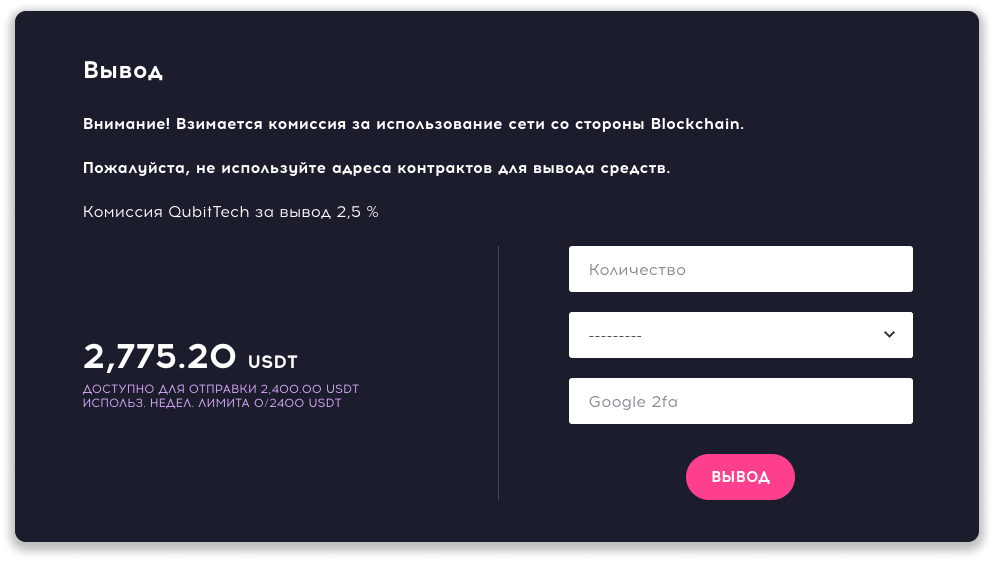 Вывод
Внимание! Взимается комиссия за использование сети со стороны Blockchain.
Пожалуйста, не используйте адреса контрактов для вывода средств.
Комиссия QubitTech за вывод 2,5 %
2,775.20 USDT
ДОСТУПНО ДЛЯ ОТПРАВКИ 2,400.00 USDT
ИСПОЛЬЗ. НЕДЕЛ. ЛИМИТА 0/2400 USDT
Количество
---------
Google 2fa
ВЫВОД